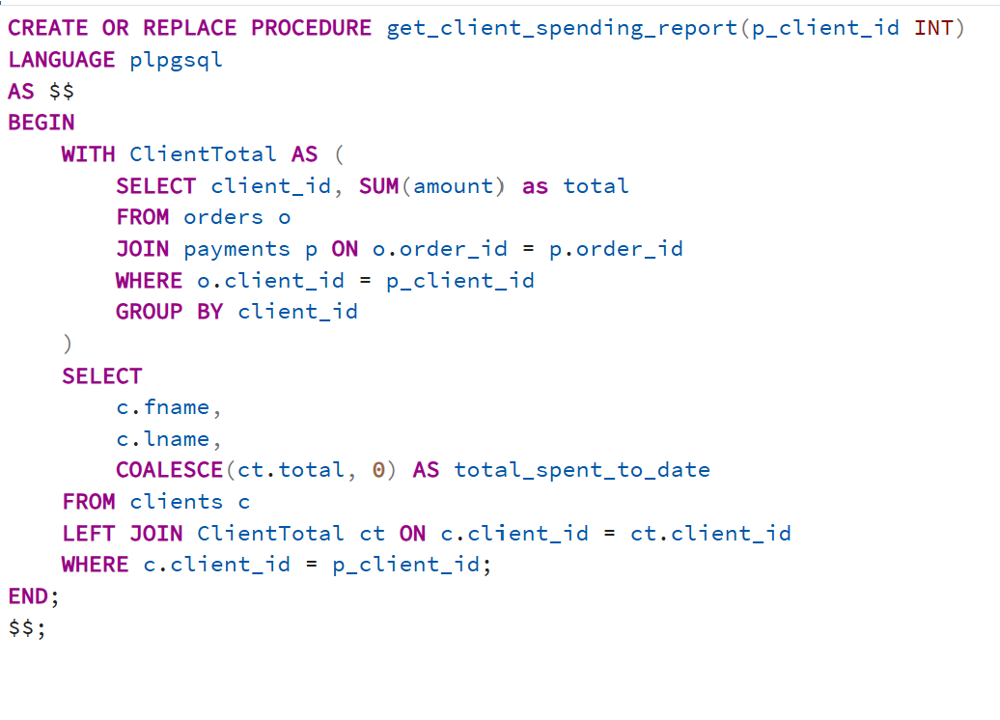 CREATE OR REPLACE PROCEDURE get_client_spending_report(p_client_id INT)
LANGUAGE plpgsql
AS $$
BEGIN
    WITH ClientTotal AS (
        SELECT client_id, SUM(amount) as total
        FROM orders o
        JOIN payments p ON o.order_id = p.order_id
        WHERE o.client_id = p_client_id
        GROUP BY client_id
    )
    SELECT
        c.fname,
        c.lname,
        COALESCE(ct.total, 0) AS total_spent_to_date
    FROM clients c
    LEFT JOIN ClientTotal ct ON c.client_id = ct.client_id
    WHERE c.client_id = p_client_id;
END;
$$;